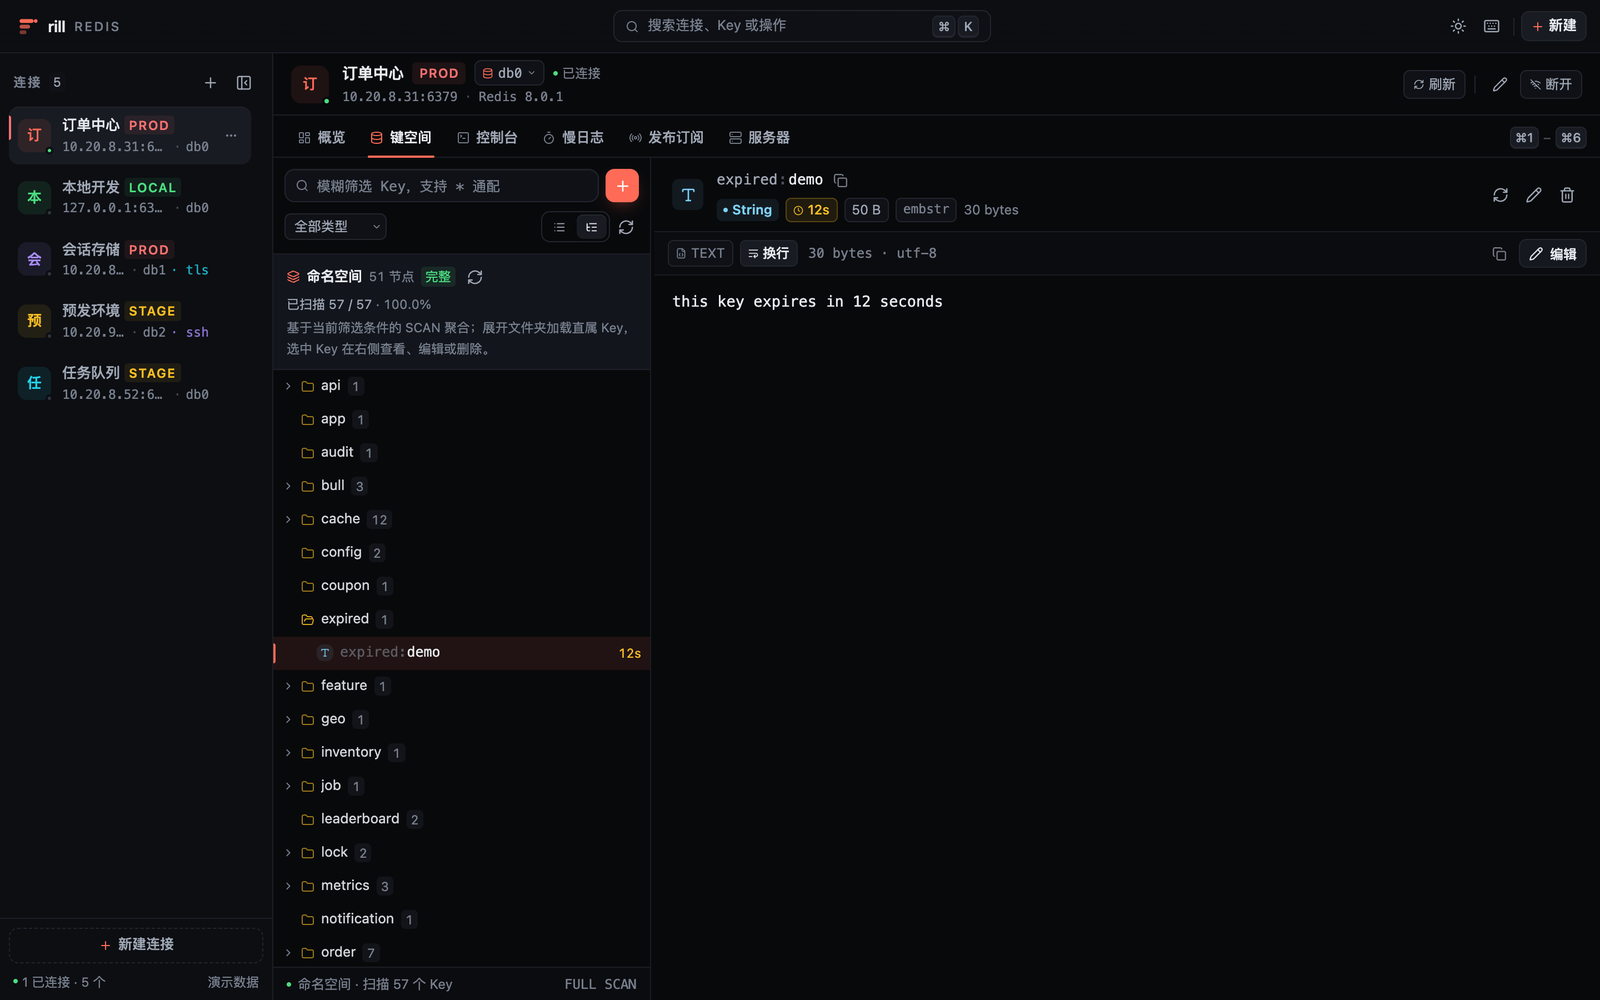 rill REDIS
搜索连接、Key 或操作 ⌘ K
新建
连接 5
订单中心 PROD
10.20.8.31:6… · db0
本地开发 LOCAL
127.0.0.1:63… · db0
会话存储 PROD
10.20.8… · db1 · tls
预发环境 STAGE
10.20.9… · db2 · ssh
任务队列 STAGE
10.20.8.52:6… · db0
订
本
会
预
任
新建连接
1 已连接 · 5 个 演示数据
订
订单中心 PROD db0 已连接
10.20.8.31:6379 · Redis 8.0.1
刷新 断开
概览 键空间 控制台 慢日志 发布订阅 服务器 ⌘1 – ⌘6
模糊筛选 Key，支持 * 通配
全部类型
命名空间 51 节点 完整
已扫描 57 / 57 · 100.0%
基于当前筛选条件的 SCAN 聚合；展开文件夹加载直属 Key，
选中 Key 在右侧查看、编辑或删除。
api 1
app 1
audit 1
bull 3
cache 12
config 2
coupon 1
expired 1
T expired:demo 12s
feature 1
geo 1
inventory 1
job 1
leaderboard 2
lock 2
metrics 3
notification 1
order 7
命名空间 · 扫描 57 个 Key FULL SCAN
T
expired:demo
String 12s 50 B embstr 30 bytes
TEXT 换行 30 bytes · utf-8 编辑
this key expires in 12 seconds